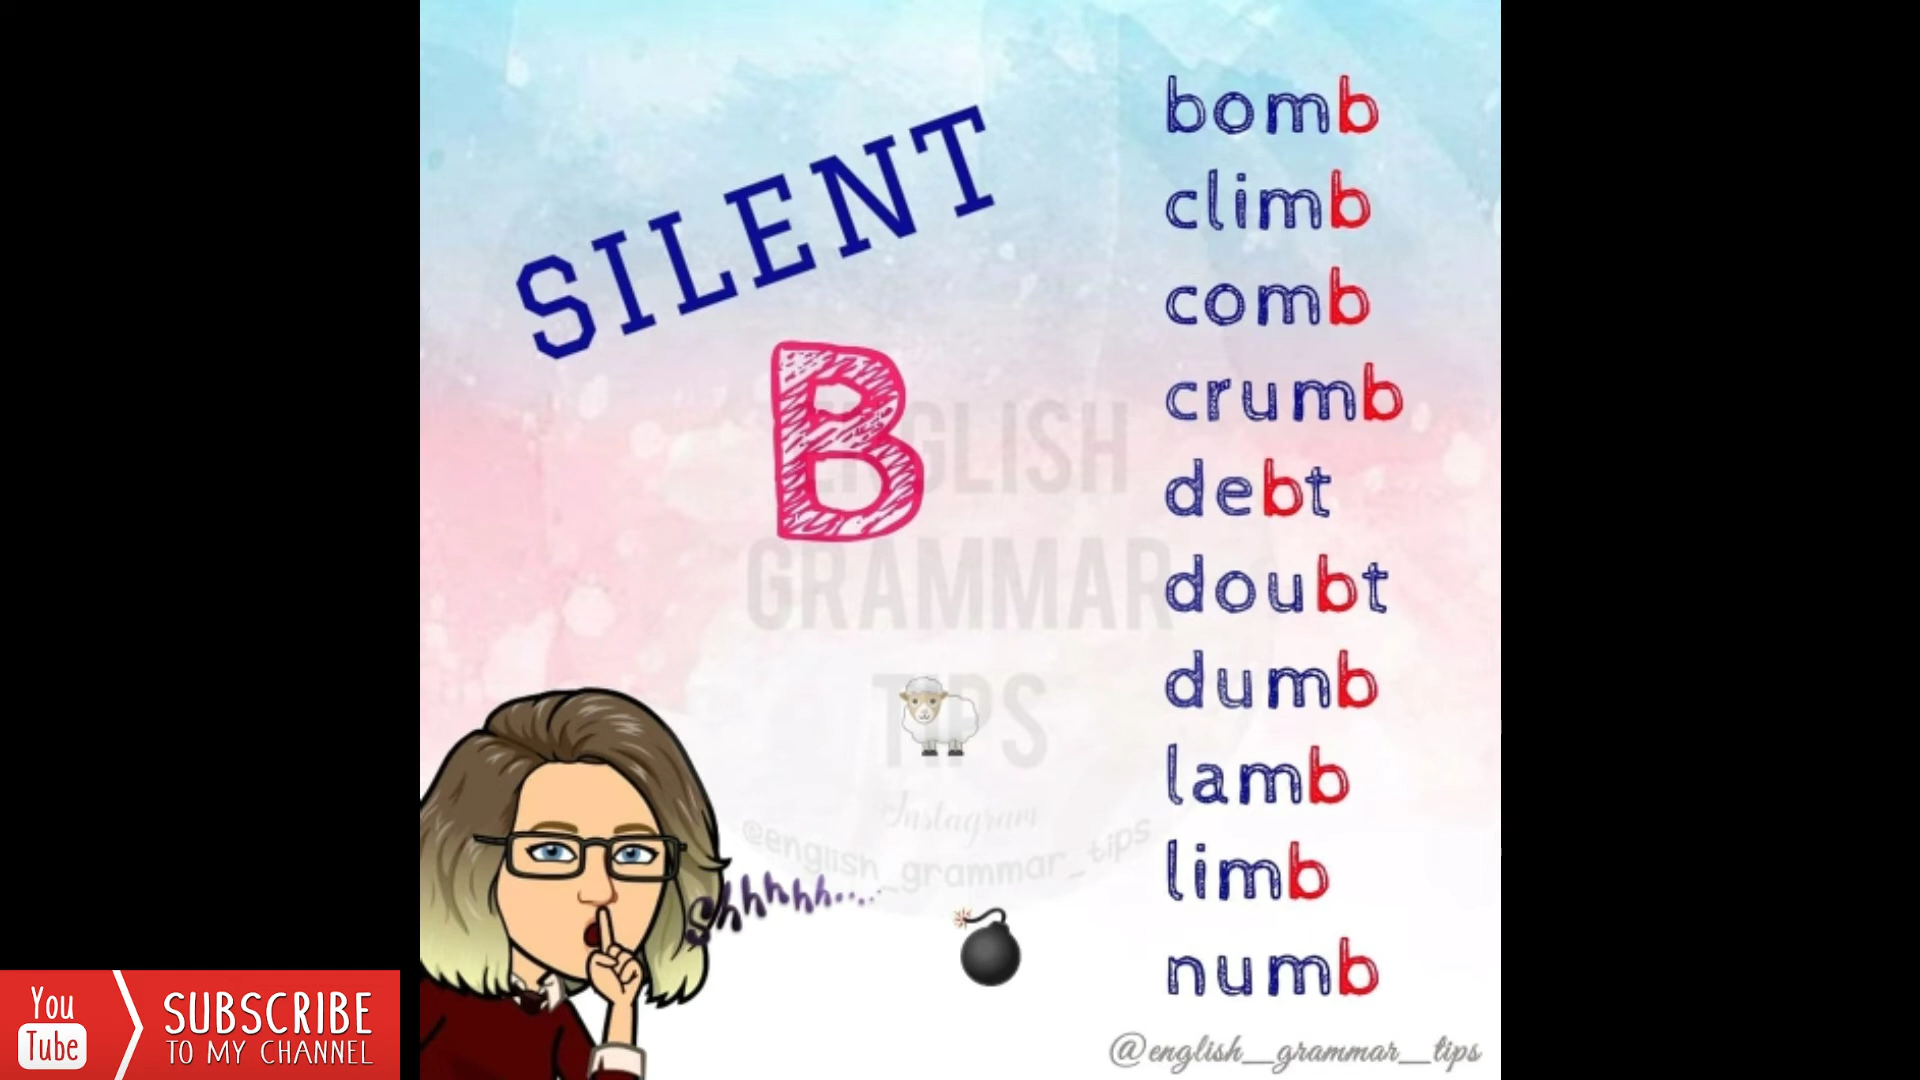 SILENT
B
bomb
climb
comb
crumb
debt
doubt
dumb
lamb
limb
numb
ENGLISH
GRAMMAR
TIPS
Instagram
@english_grammar_tips
Shhhhh....
@english_grammar_tips
You
Tube
SUBSCRIBE
TO MY CHANNEL